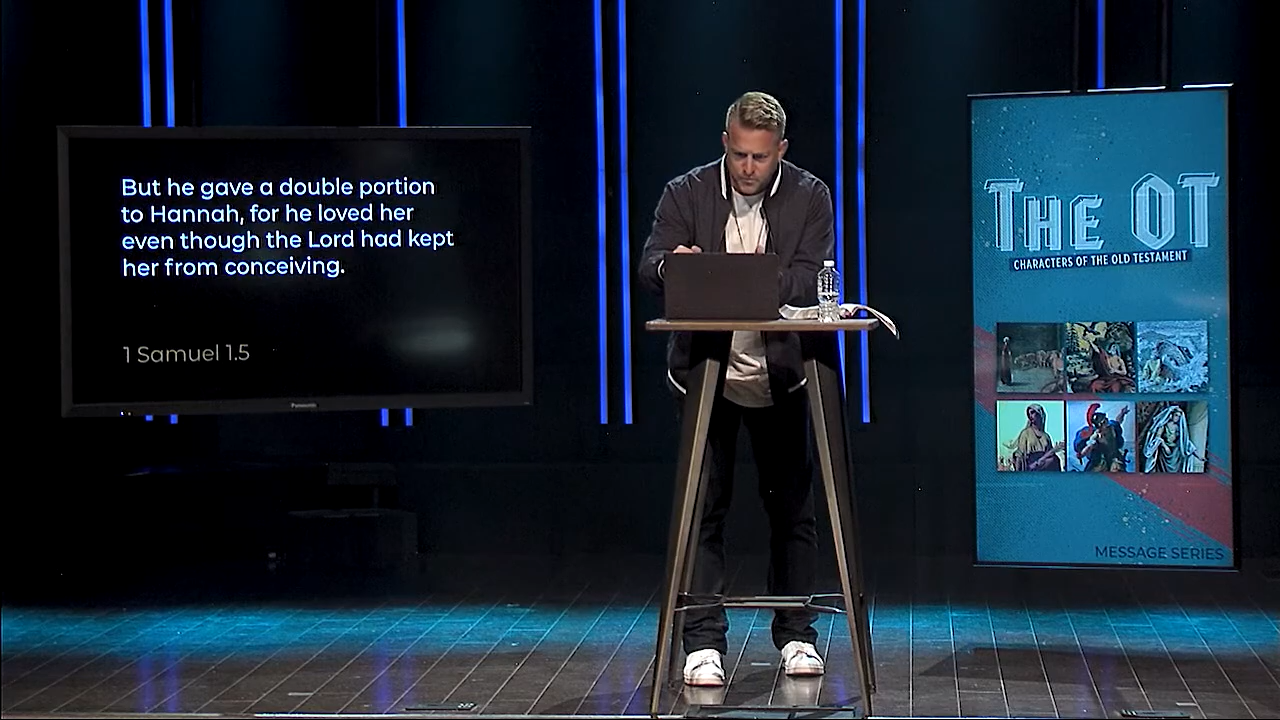 But he gave a double portion
to Hannah, for he loved her
even though the Lord had kept
her from conceiving.
1 Samuel 1.5
Panasonic
THE OT
CHARACTERS OF THE OLD TESTAMENT
MESSAGE SERIES